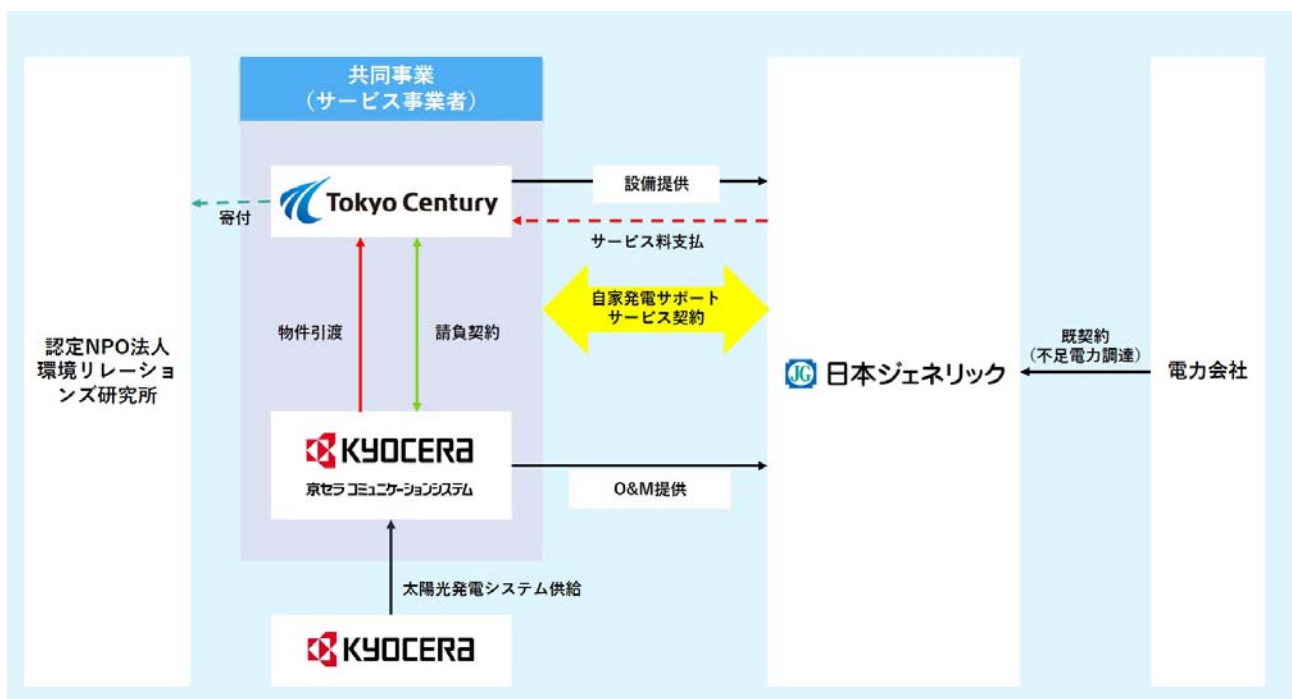 共同事業
（サービス事業者）
Tokyo Century
寄付
設備提供
サービス料支払
自家発電サポート
サービス契約
物件引渡
請負契約
認定NPO法人
環境リレーショ
ンズ研究所
JG 日本ジェネリック
既契約
（不足電力調達）
電力会社
KYOCERA
京セラ コミュニケーションシステム
O&M提供
太陽光発電システム供給
KYOCERA